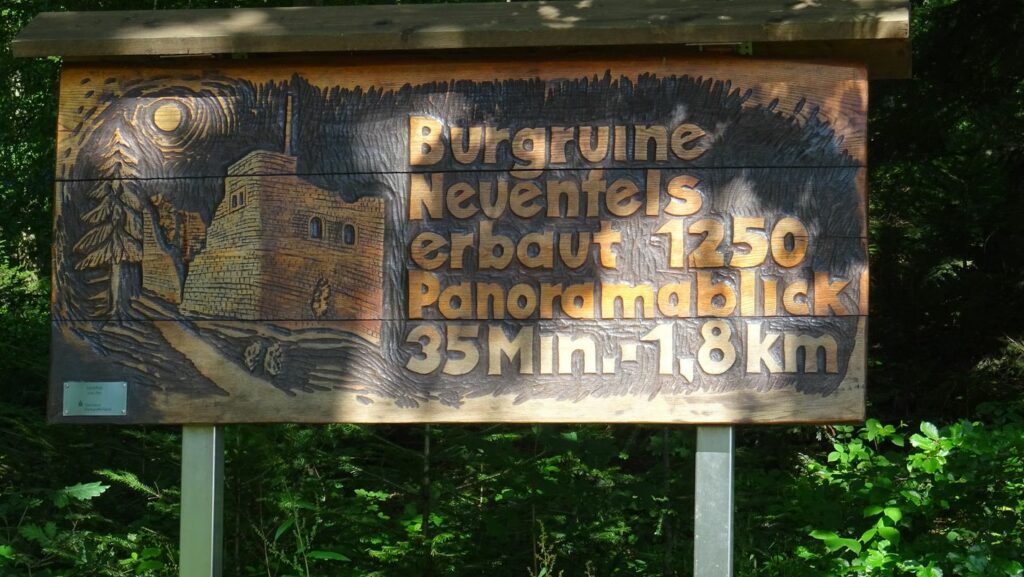 Burgruine
Neuenfels
erbaut 1250
Panoramablick
35 Min.-1,8 km